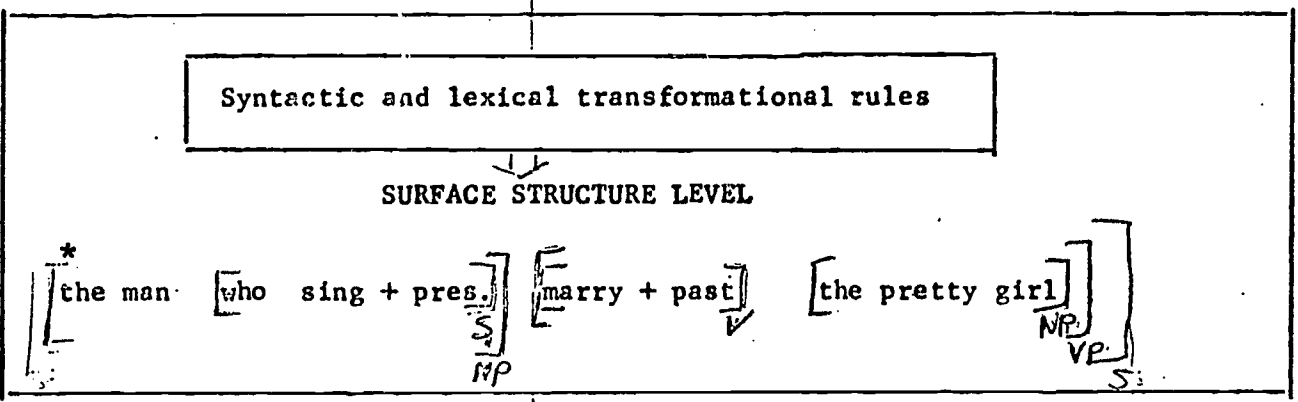 Syntactic and lexical transformational rules
SURFACE STRUCTURE LEVEL
*
[[the man [who sing + pres.]] [[marry + past] [the pretty girl]]]
S V NP
NP VP
S